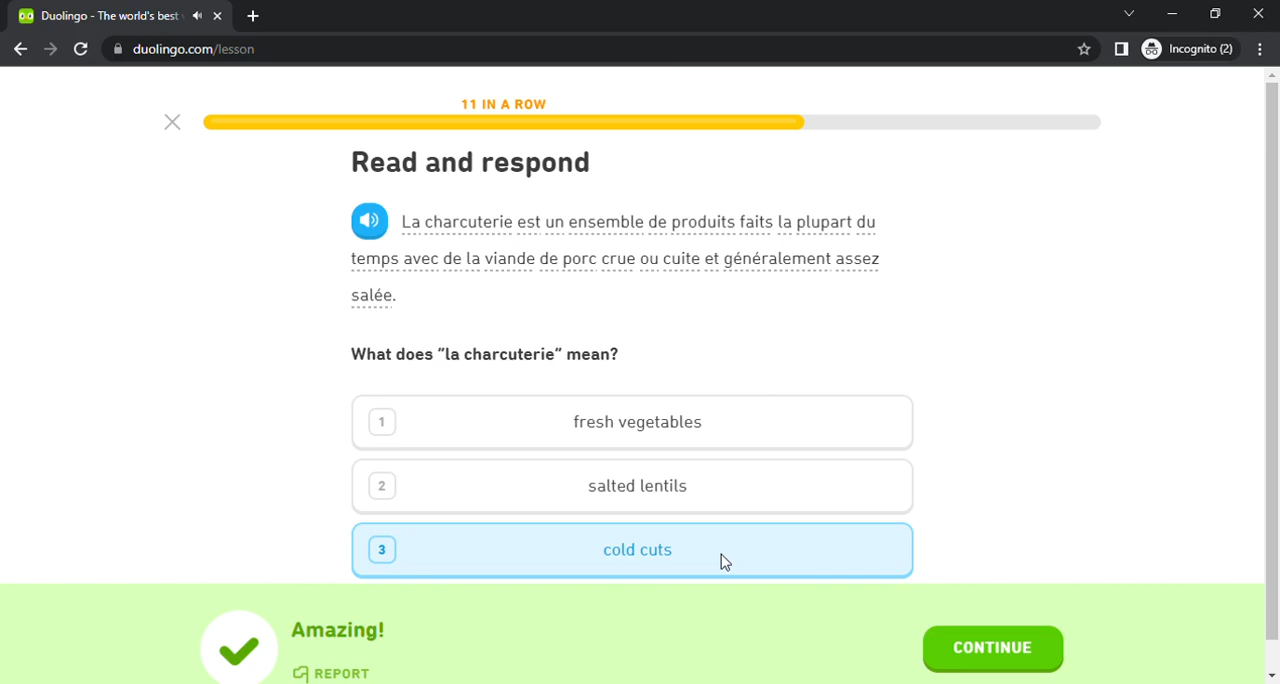 Duolingo - The world's best
duolingo.com/lesson
Incognito (2)
11 IN A ROW
Read and respond
La charcuterie est un ensemble de produits faits la plupart du
temps avec de la viande de porc crue ou cuite et généralement assez
salée.
What does "la charcuterie" mean?
1 fresh vegetables
2 salted lentils
3 cold cuts
Amazing!
REPORT
CONTINUE